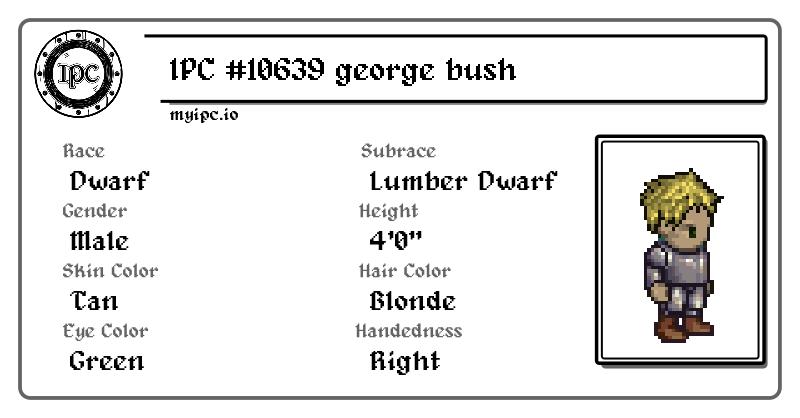 IPC
IPC #10639 george bush
myipc.io
Race
Dwarf
Subrace
Lumber Dwarf
Gender
Male
Height
4'0"
Skin Color
Tan
Hair Color
Blonde
Eye Color
Green
Handedness
Right